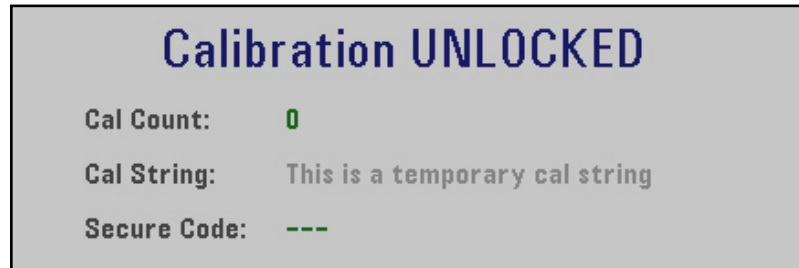 Calibration UNLOCKED
Cal Count: 0
Cal String: This is a temporary cal string
Secure Code: ---